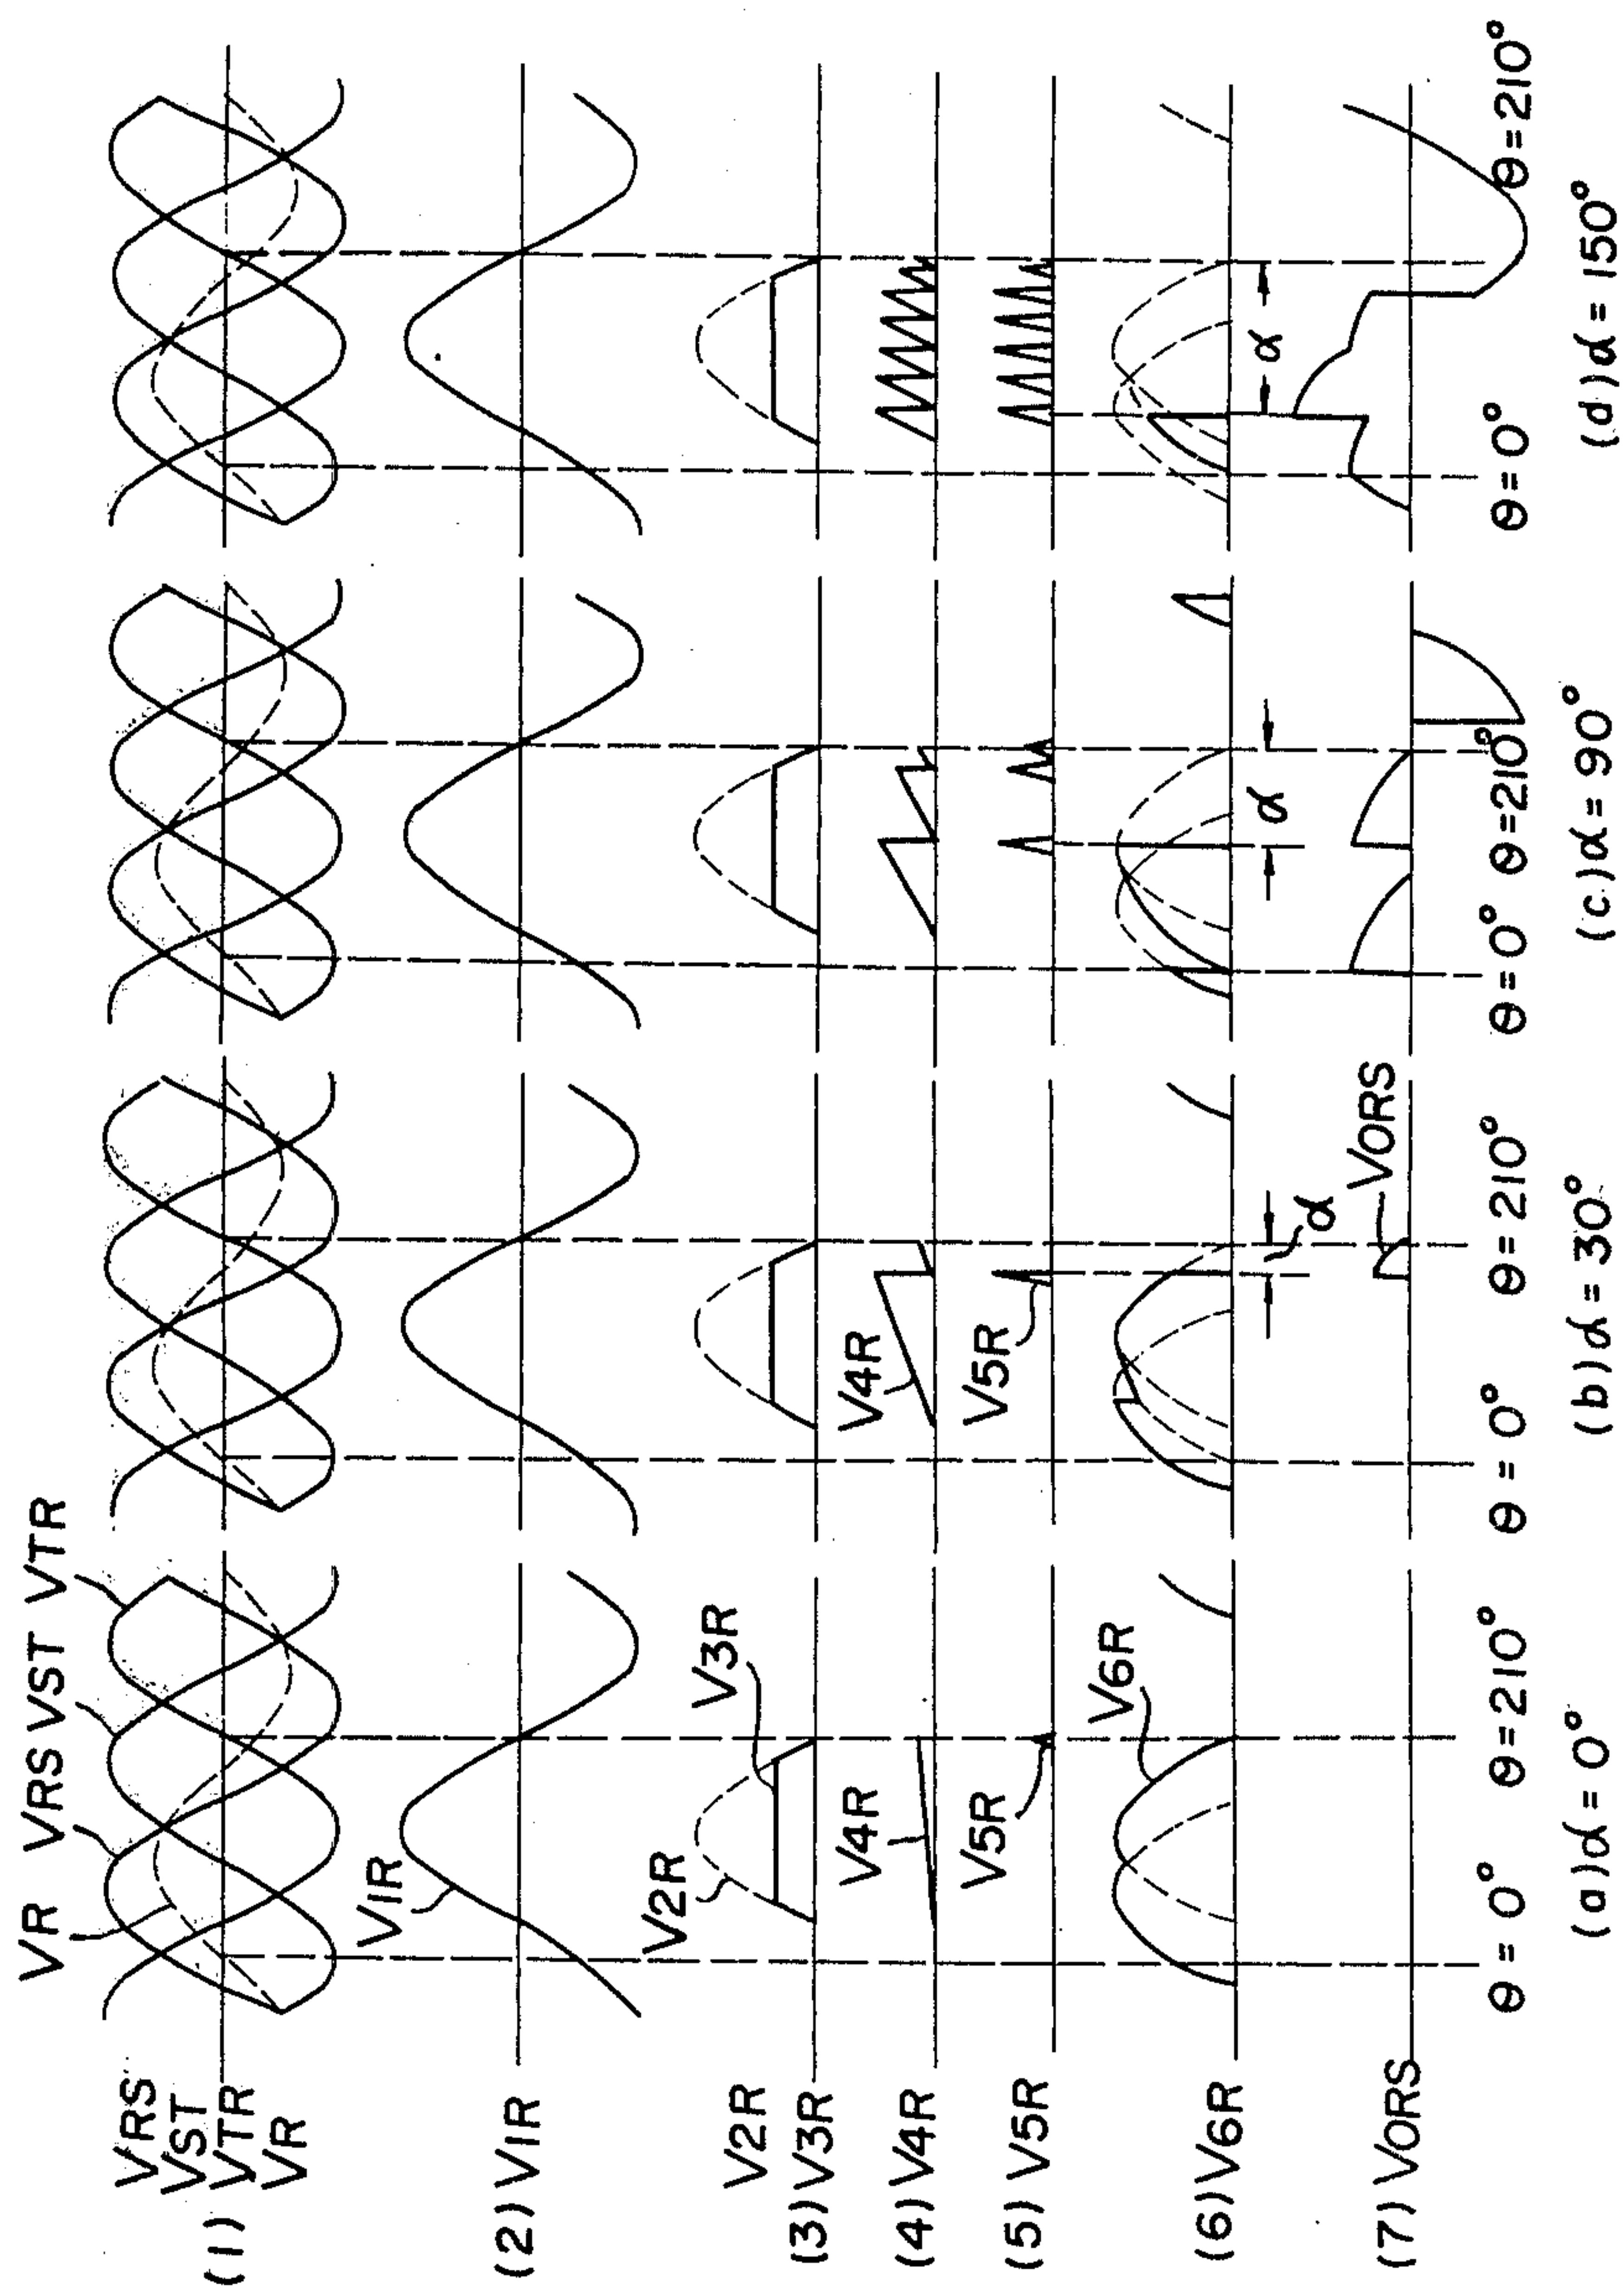 VR VRS VST VTR
VRS
VST
(1) VTR
VR
(2) V1R
V1R
V2R
(3) V3R
V2R
V3R
(4) V4R
V4R
V4R
(5) V5R
V5R
V5R
(6) V6R
V6R
α
α
α
(7) VORS
VORS
θ = 0° θ = 210° θ = 0° θ = 210° θ = 0° θ = 210° θ = 0° θ = 210°
(a) α = 0° (b) α = 30° (c) α = 90° (d) α = 150°